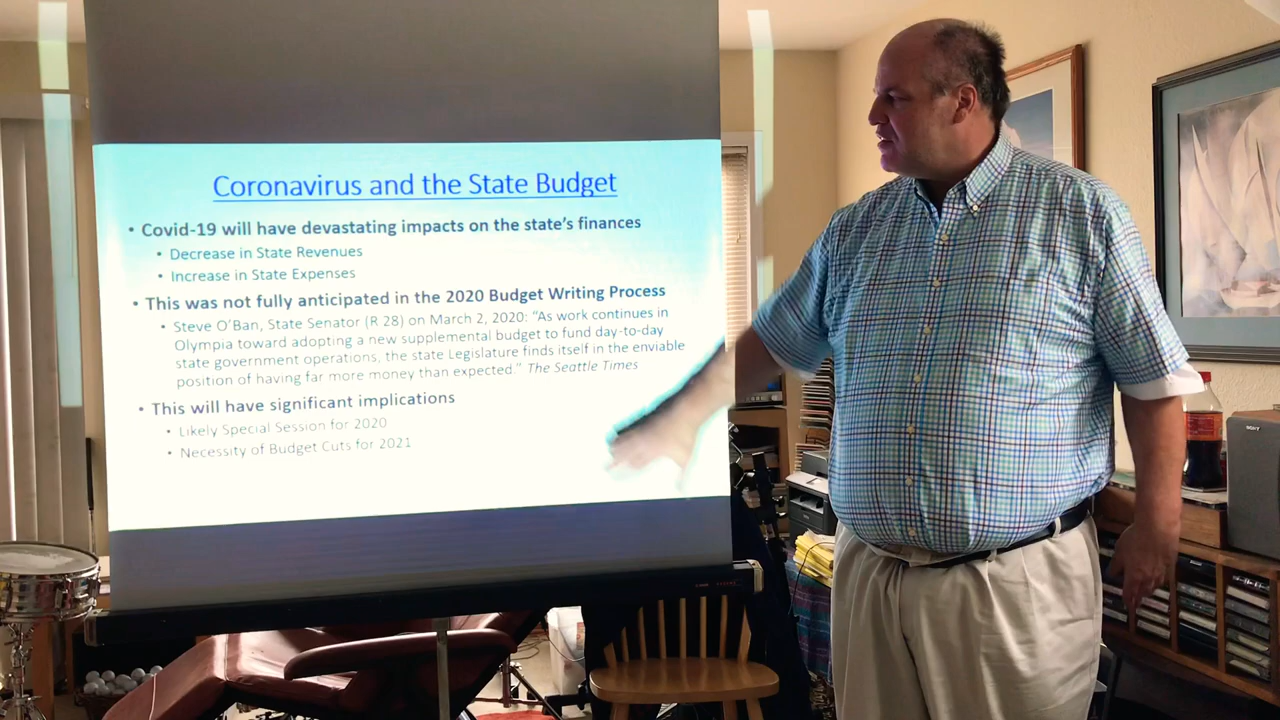 Coronavirus and the State Budget
• Covid-19 will have devastating impacts on the state's finances
• Decrease in State Revenues
• Increase in State Expenses
• This was not fully anticipated in the 2020 Budget Writing Process
• Steve O'Ban, State Senator (R 28) on March 2, 2020: "As work continues in
Olympia toward adopting a new supplemental budget to fund day-to-day
state government operations, the state Legislature finds itself in the enviable
position of having far more money than expected." The Seattle Times
• This will have significant implications
• Likely Special Session for 2020
• Necessity of Budget Cuts for 2021
SONY